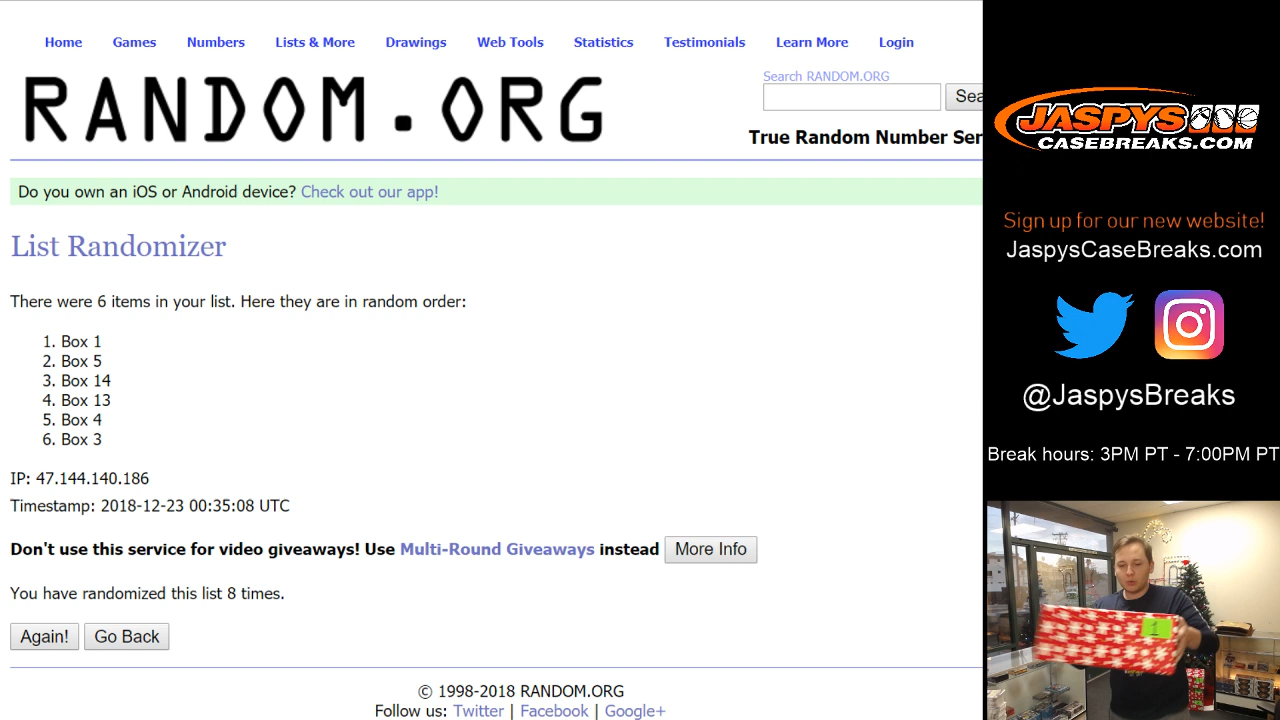 Home Games Numbers Lists & More Drawings Web Tools Statistics Testimonials Learn More Login
RANDOM.ORG
Search RANDOM.ORG
Sea
True Random Number Ser
Do you own an iOS or Android device? Check out our app!
List Randomizer
There were 6 items in your list. Here they are in random order:
1. Box 1
2. Box 5
3. Box 14
4. Box 13
5. Box 4
6. Box 3
IP: 47.144.140.186
Timestamp: 2018-12-23 00:35:08 UTC
Don't use this service for video giveaways! Use Multi-Round Giveaways instead More Info
You have randomized this list 8 times.
Again! Go Back
© 1998-2018 RANDOM.ORG
Follow us: Twitter | Facebook | Google+
JASPYS
CASEBREAKS.COM
Sign up for our new website!
JaspysCaseBreaks.com
@JaspysBreaks
Break hours: 3PM PT - 7:00PM PT
1